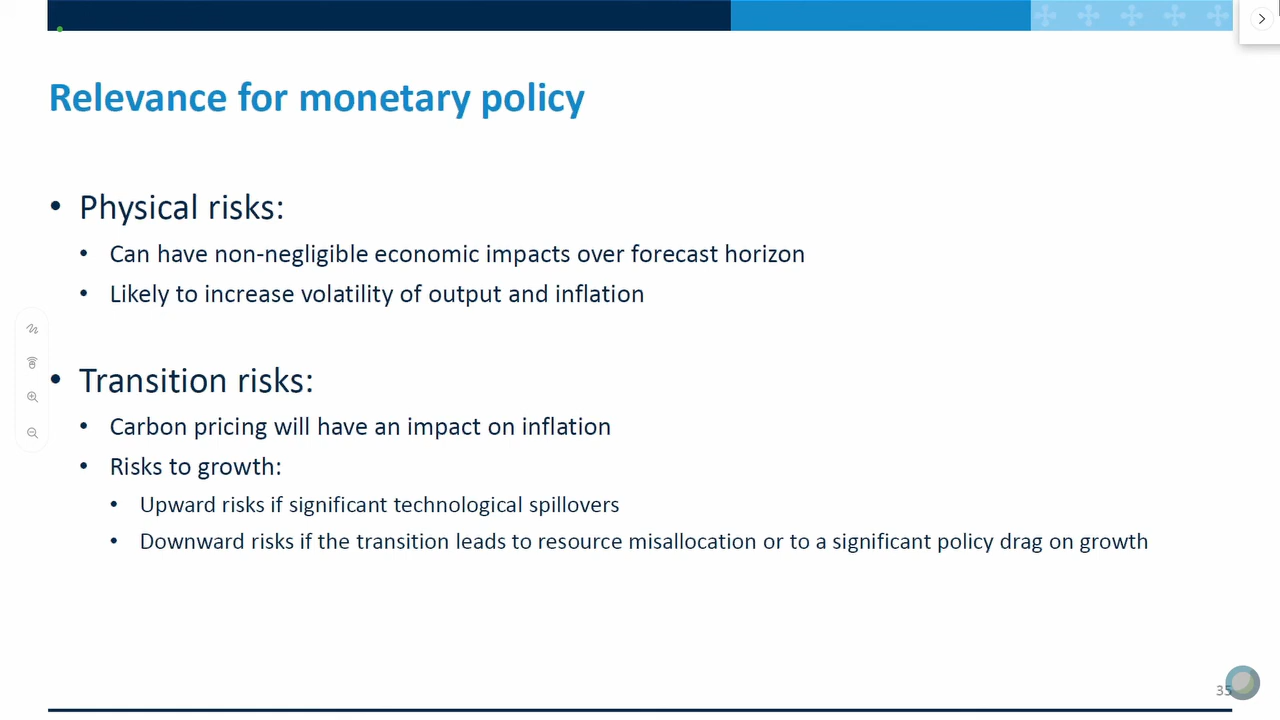 Relevance for monetary policy
• Physical risks:
• Can have non-negligible economic impacts over forecast horizon
• Likely to increase volatility of output and inflation
• Transition risks:
• Carbon pricing will have an impact on inflation
• Risks to growth:
• Upward risks if significant technological spillovers
• Downward risks if the transition leads to resource misallocation or to a significant policy drag on growth
35